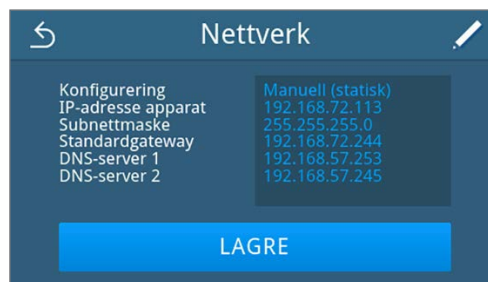 Nettverk
Konfigurering Manuell (statisk)
IP-adresse apparat 192.168.72.113
Subnettmaske 255.255.255.0
Standardgateway 192.168.72.244
DNS-server 1 192.168.57.253
DNS-server 2 192.168.57.245
LAGRE